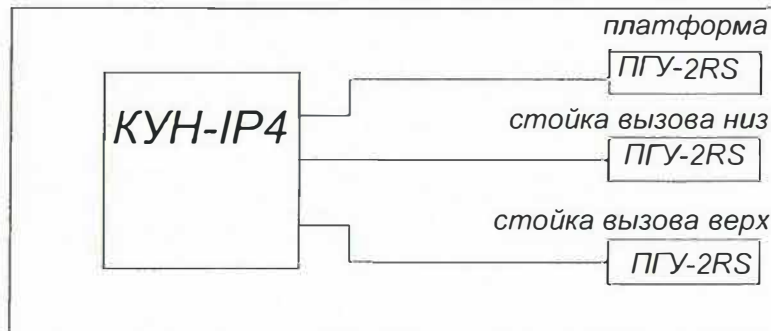 платформа
ПГУ-2RS
КУН-IP4
стойка вызова низ
ПГУ-2RS
стойка вызова верх
ПГУ-2RS